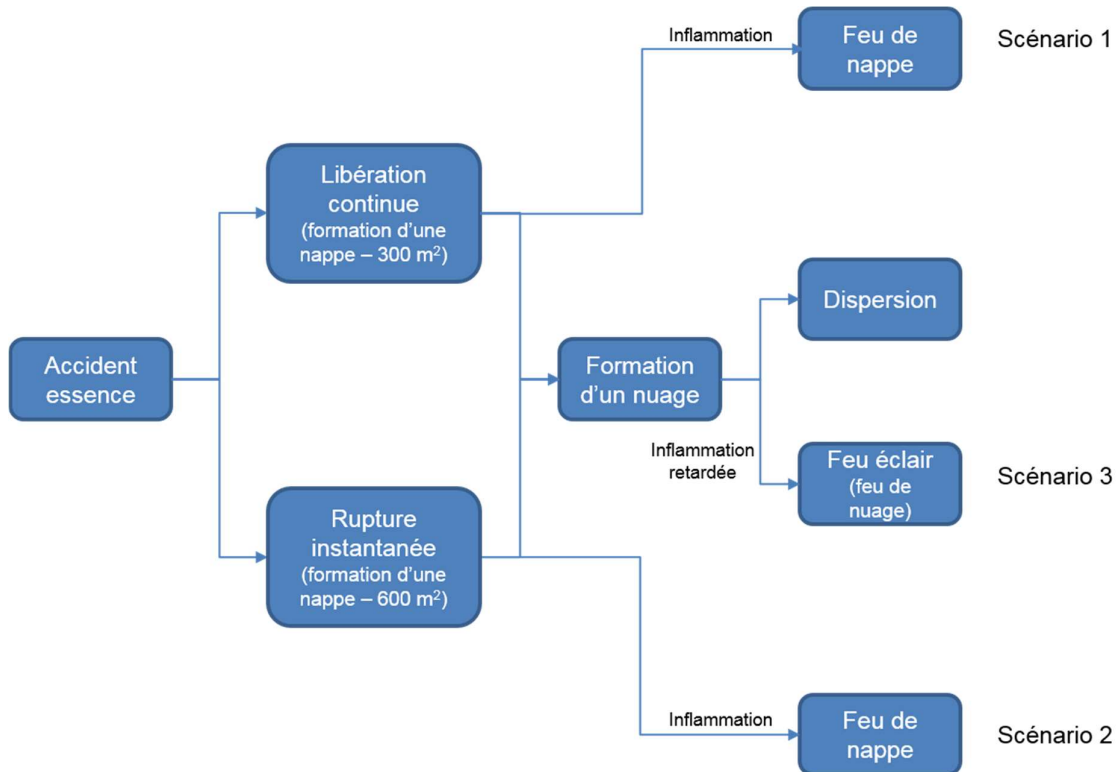 Inflammation
Feu de
nappe
Scénario 1
Libération
continue
(formation d’une
nappe – 300 m²)
Dispersion
Accident
essence
Formation
d’un nuage
Inflammation
retardée
Feu éclair
(feu de
nuage)
Scénario 3
Rupture
instantanée
(formation d’une
nappe – 600 m²)
Inflammation
Feu de
nappe
Scénario 2